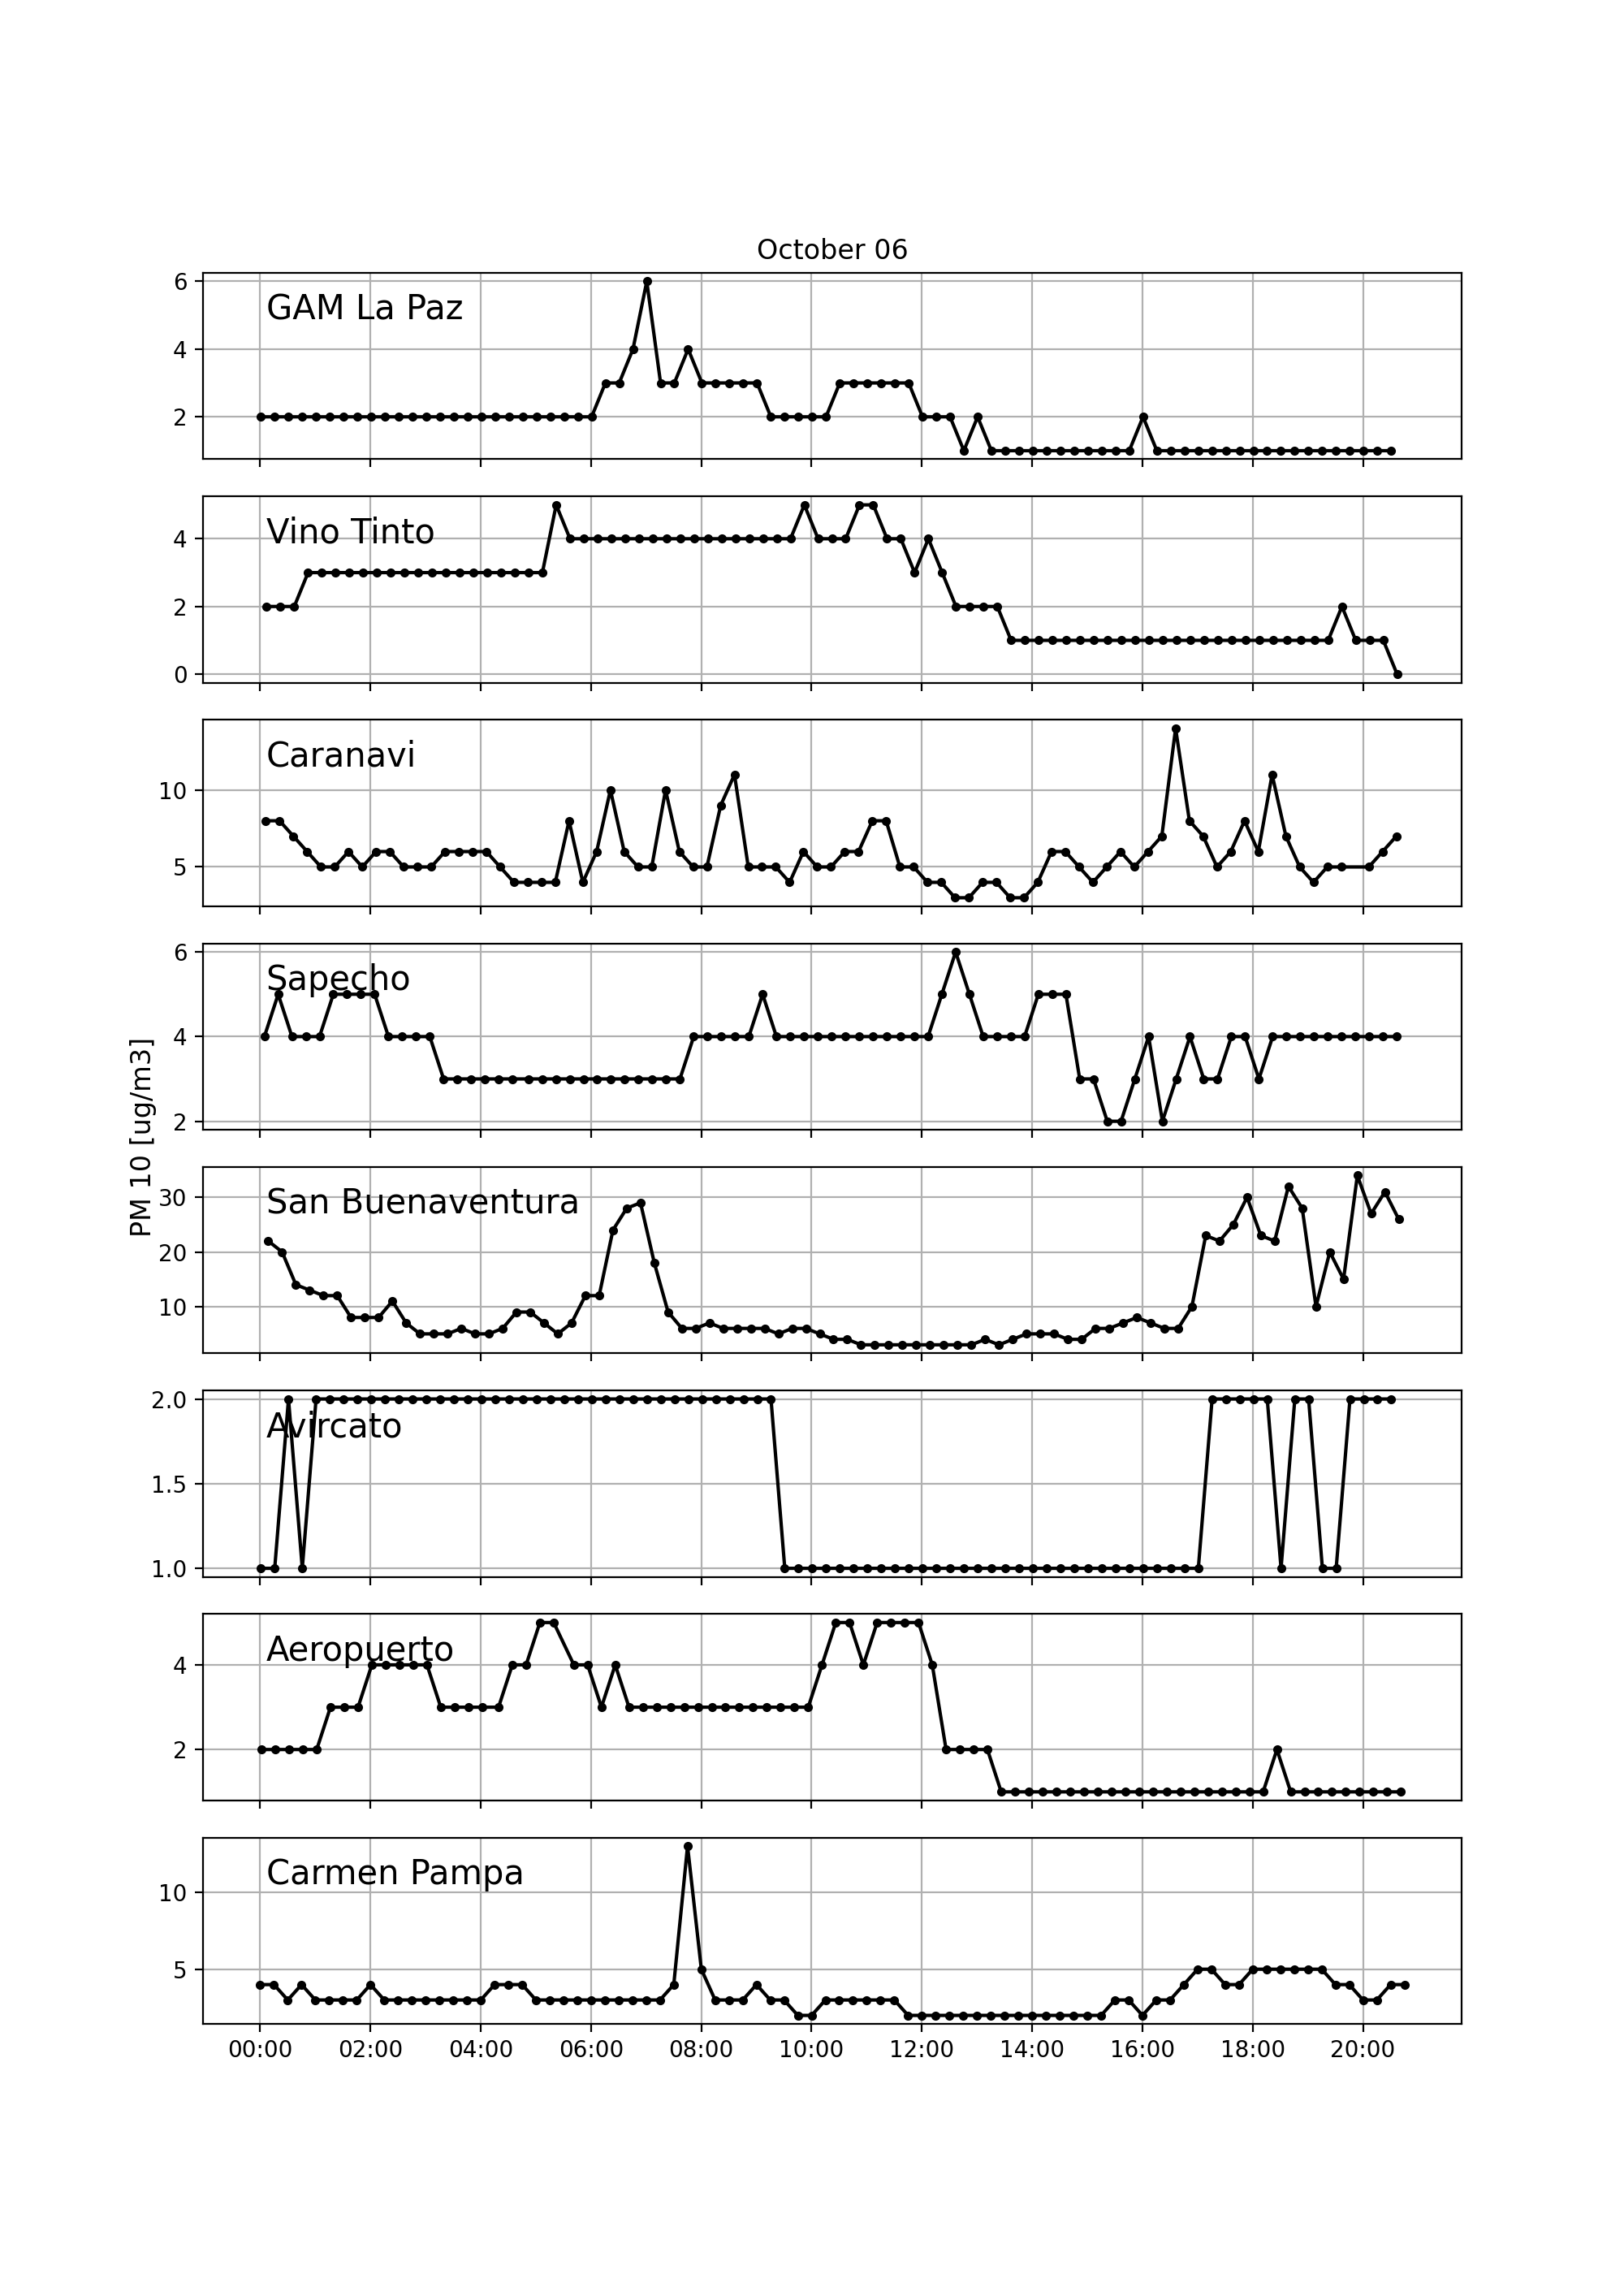 October 06
6
GAM La Paz
4
2
Vino Tinto
4
2
0
Caranavi
10
5
6
Sapecho
4
2
PM 10 [ug/m3]
30
San Buenaventura
20
10
2.0
Avircato
1.5
1.0
Aeropuerto
4
2
Carmen Pampa
10
5
00:00 02:00 04:00 06:00 08:00 10:00 12:00 14:00 16:00 18:00 20:00